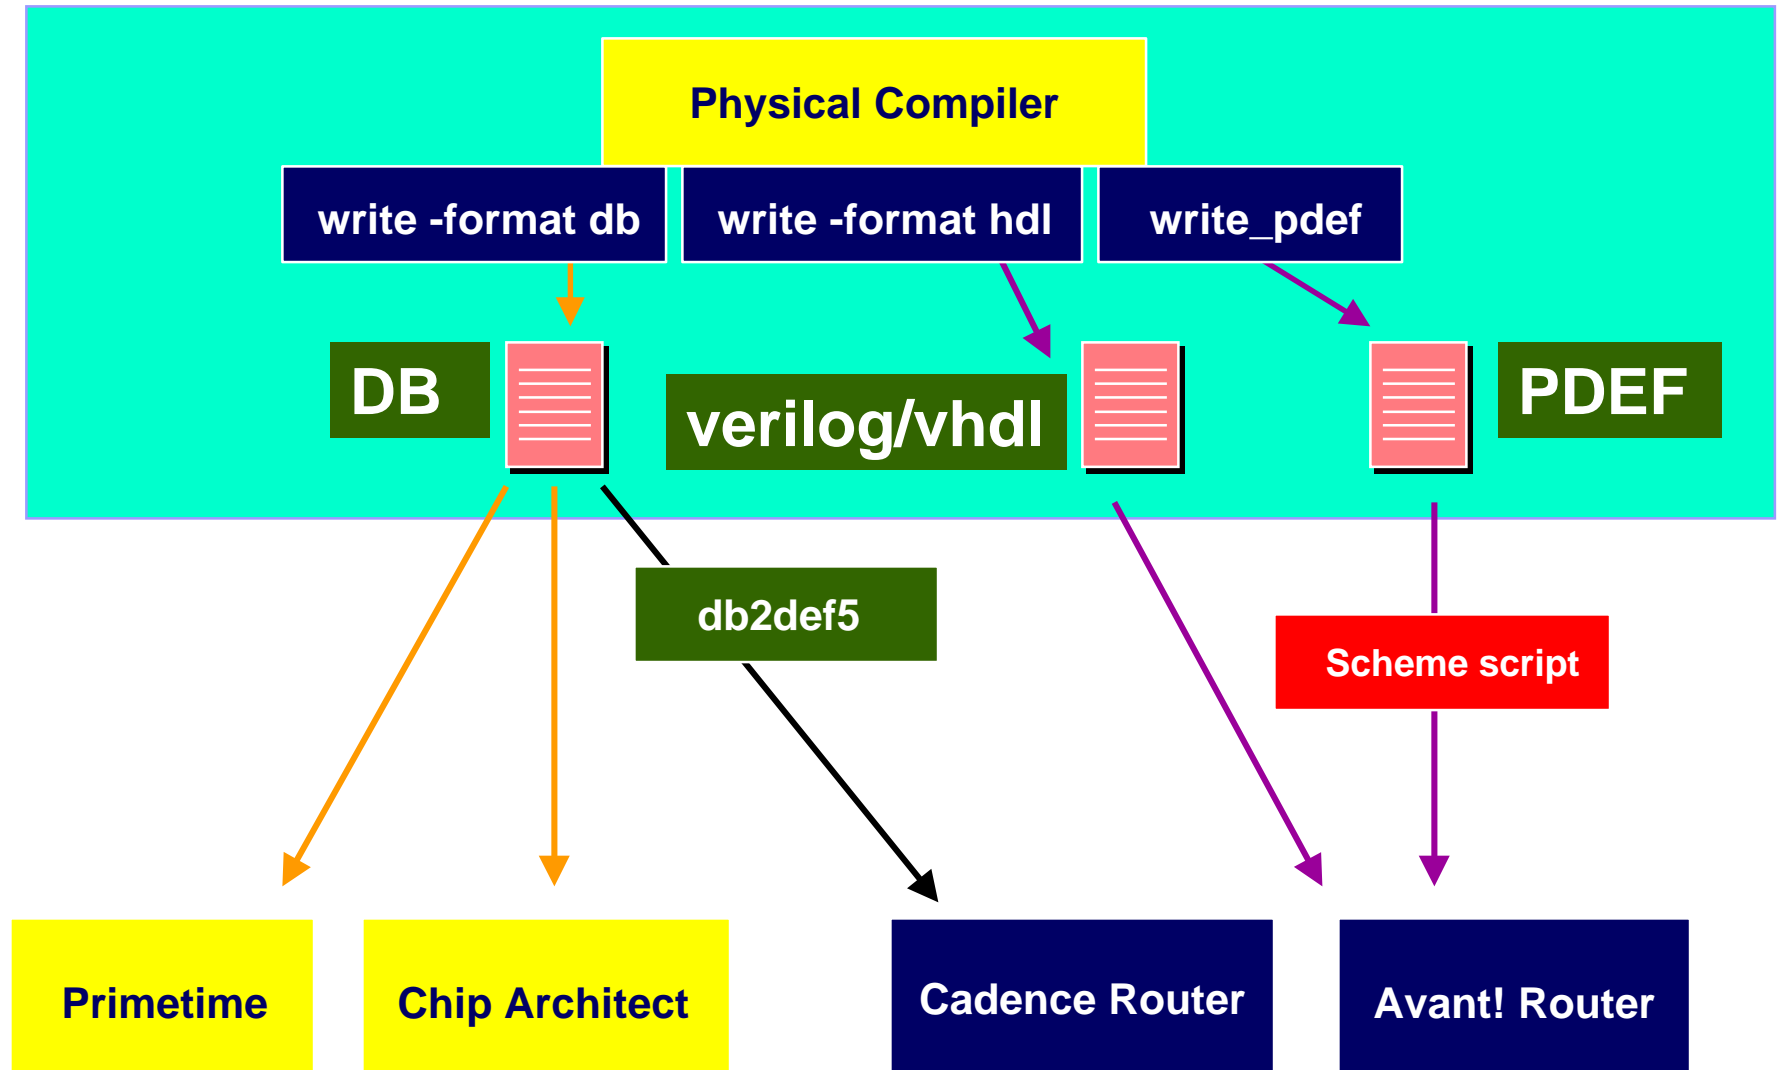 Physical Compiler
write -format db
write -format hdl
write_pdef
DB
verilog/vhdl
PDEF
db2def5
Scheme script
Primetime
Chip Architect
Cadence Router
Avant! Router